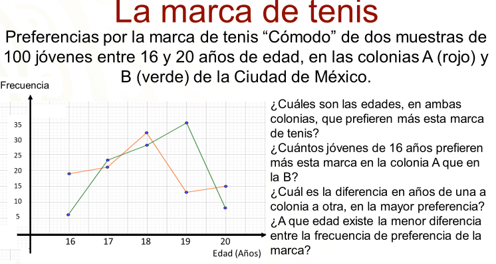 La marca de tenis
Preferencias por la marca de tenis “Cómodo” de dos muestras de
100 jóvenes entre 16 y 20 años de edad, en las colonias A (rojo) y
B (verde) de la Ciudad de México.
Frecuencia
35
30
25
20
15
10
5
16 17 18 19 20
Edad (Años)
¿Cuáles son las edades, en ambas
colonias, que prefieren más esta marca
de tenis?
¿Cuántos jóvenes de 16 años prefieren
más esta marca en la colonia A que en
la B?
¿Cuál es la diferencia en años de una a
colonia a otra, en la mayor preferencia?
¿A que edad existe la menor diferencia
entre la frecuencia de preferencia de la
marca?